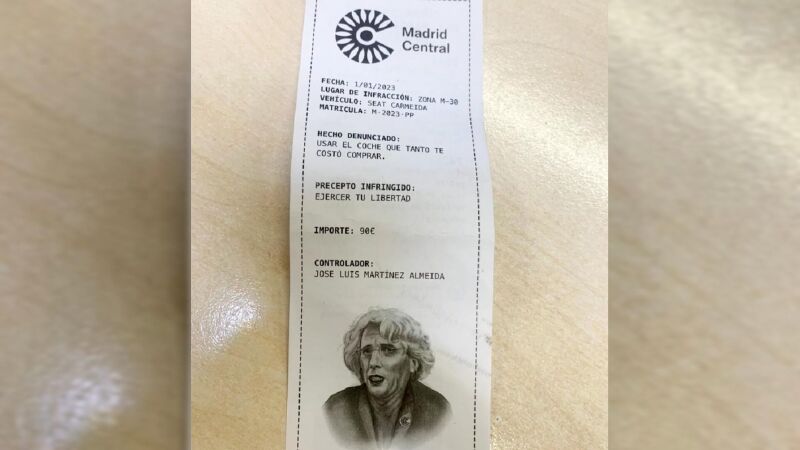 Madrid
Central
FECHA: 1/01/2023
LUGAR DE INFRACCIÓN: ZONA M-30
VEHÍCULO: SEAT CARMEIDA
MATRICULA: M-2023-PP
HECHO DENUNCIADO:
USAR EL COCHE QUE TANTO TE
COSTÓ COMPRAR.
PRECEPTO INFRINGIDO:
EJERCER TU LIBERTAD
IMPORTE: 90€
CONTROLADOR:
JOSE LUIS MARTÍNEZ ALMEIDA